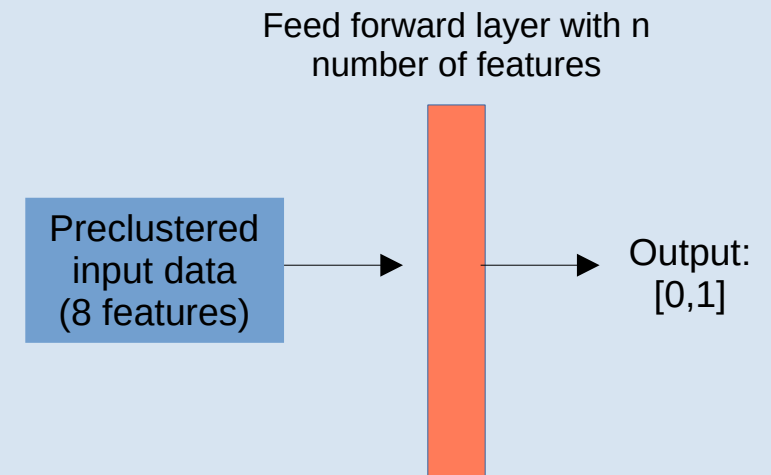 Feed forward layer with n
number of features
Preclustered
input data
(8 features)
Output:
[0,1]